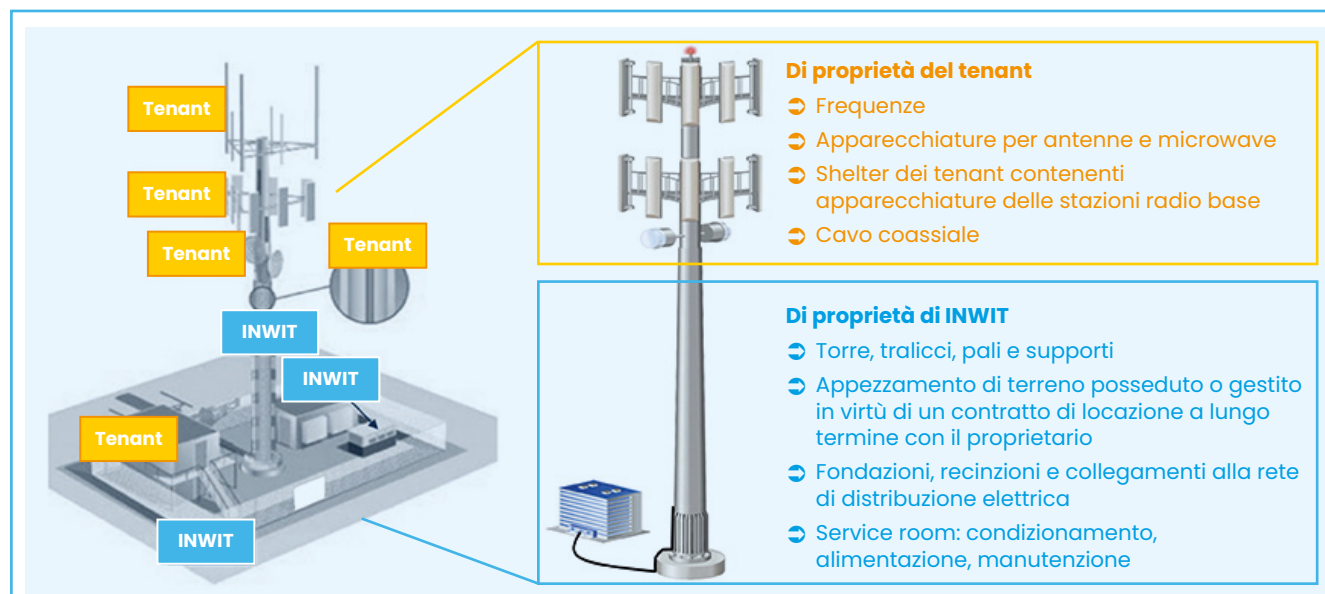 Tenant
Tenant
Tenant
Tenant
INWIT
INWIT
Tenant
INWIT
Di proprietà del tenant
Frequenze
Apparecchiature per antenne e microwave
Shelter dei tenant contenenti
apparecchiature delle stazioni radio base
Cavo coassiale
Di proprietà di INWIT
Torre, tralicci, pali e supporti
Appezzamento di terreno posseduto o gestito
in virtù di un contratto di locazione a lungo
termine con il proprietario
Fondazioni, recinzioni e collegamenti alla rete
di distribuzione elettrica
Service room: condizionamento,
alimentazione, manutenzione